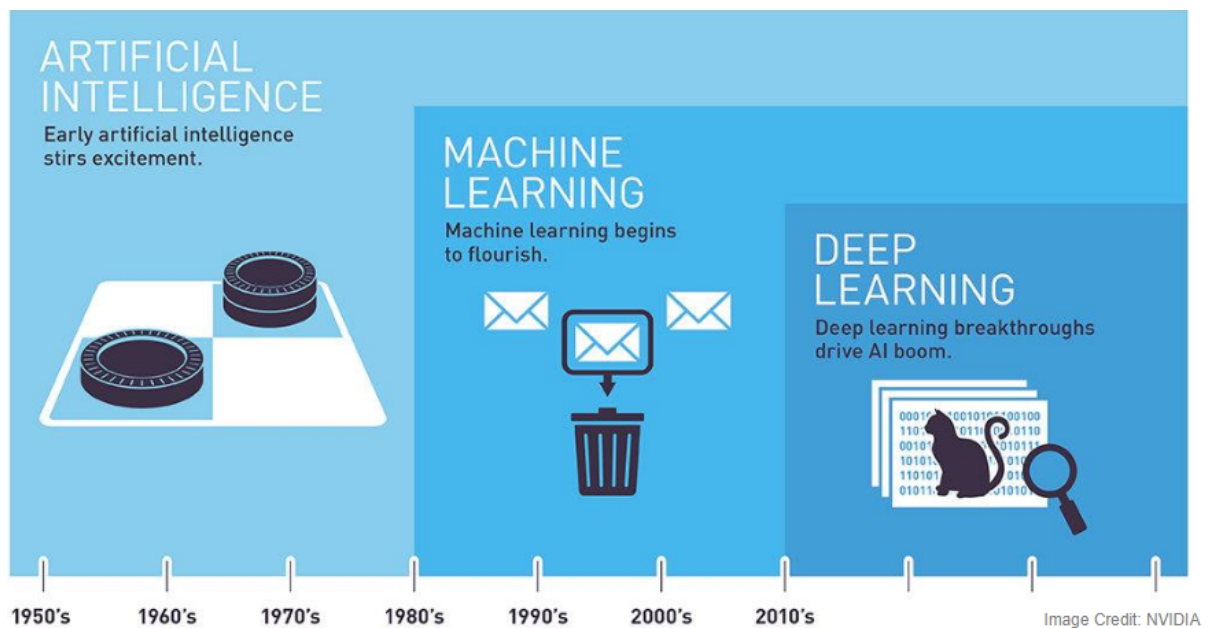 ARTIFICIAL
INTELLIGENCE
Early artificial intelligence
stirs excitement.
MACHINE
LEARNING
Machine learning begins
to flourish.
DEEP
LEARNING
Deep learning breakthroughs
drive AI boom.
1950's 1960's 1970's 1980's 1990's 2000's 2010's
Image Credit: NVIDIA